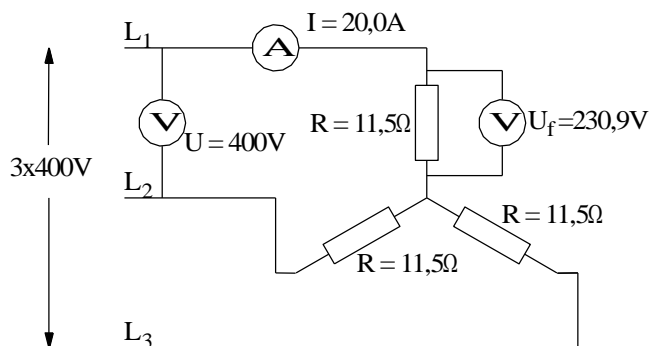 L1
I = 20,0A
A
V
U = 400V
R = 11,5Ω
V
Uf=230,9V
3x400V
L2
R = 11,5Ω
R = 11,5Ω
L3